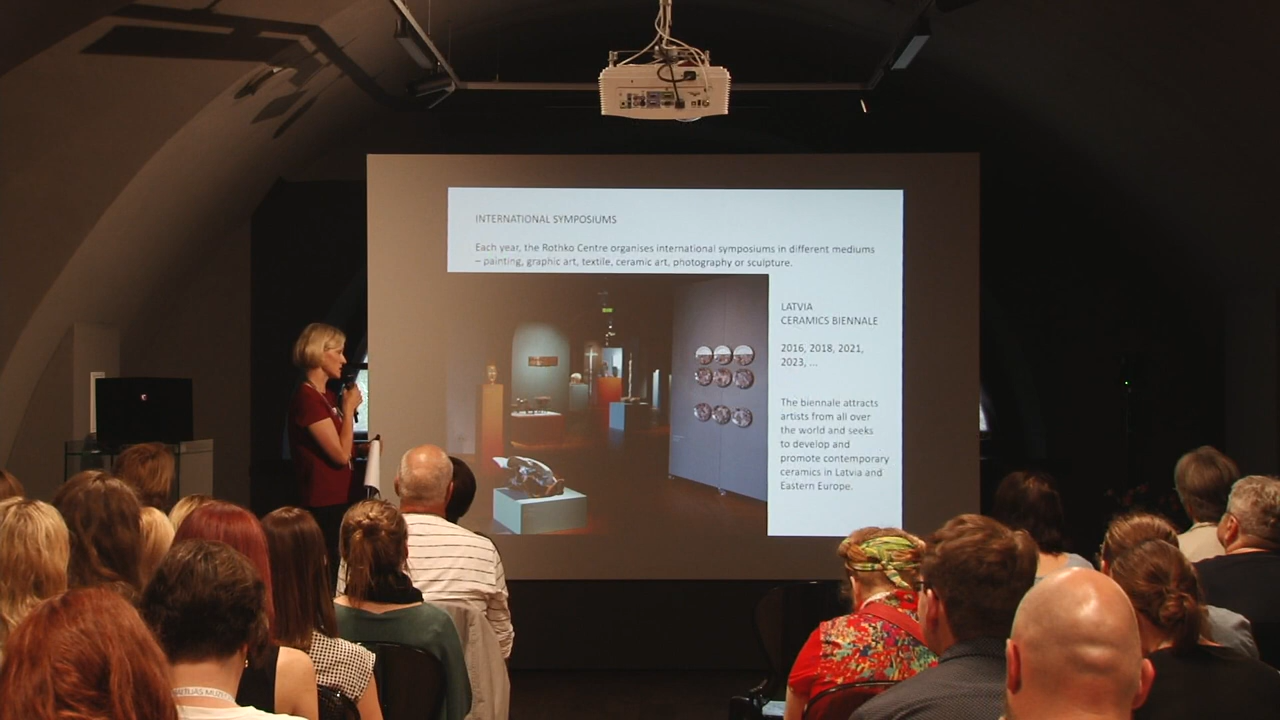 INTERNATIONAL SYMPOSIUMS
Each year, the Rothko Centre organises international symposiums in different mediums
– painting, graphic art, textile, ceramic art, photography or sculpture.
LATVIA
CERAMICS BIENNALE
2016, 2018, 2021,
2023, ...
The biennale attracts
artists from all over
the world and seeks
to develop and
promote contemporary
ceramics in Latvia and
Eastern Europe.